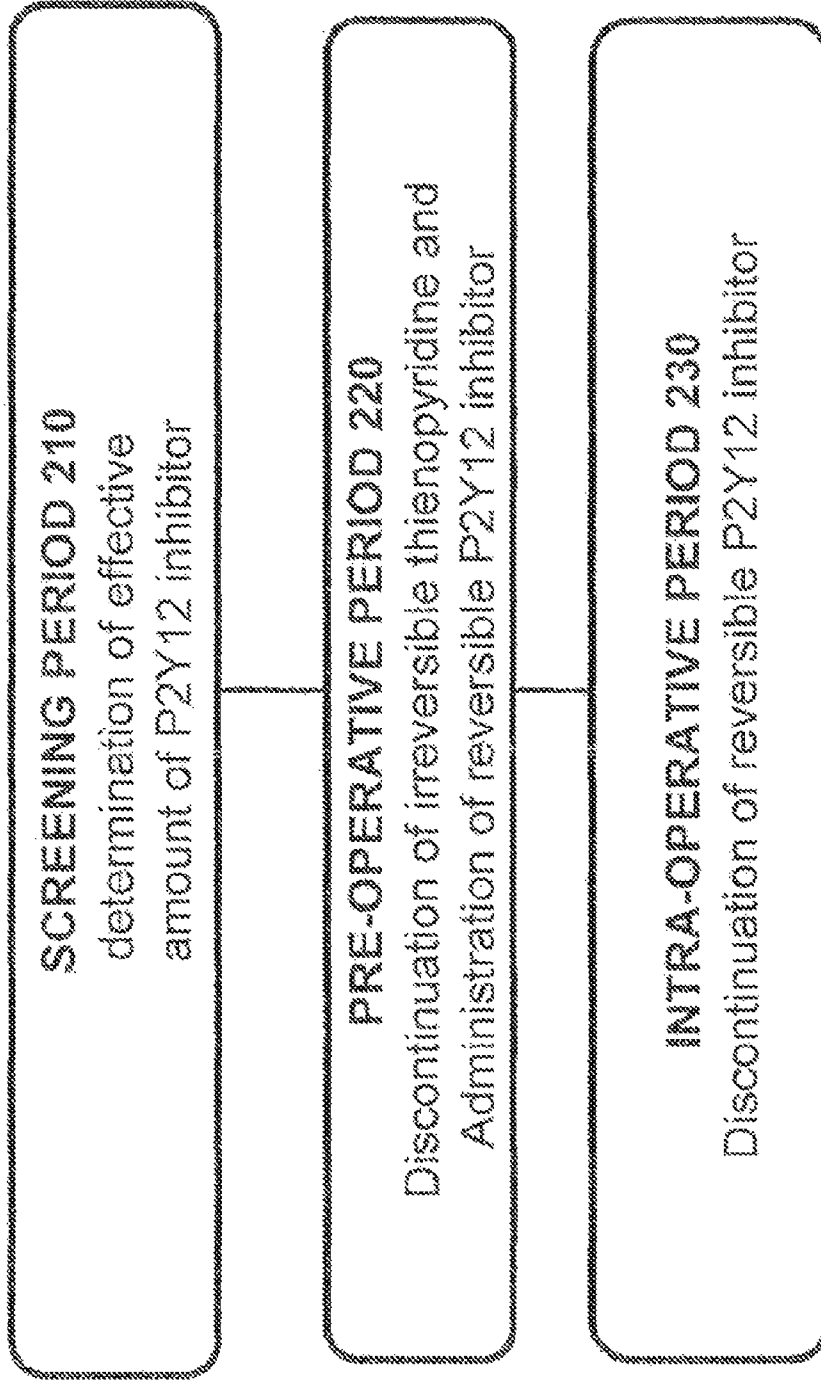 SCREENING PERIOD 210
determination of effective
amount of P2Y12 inhibitor
PRE-OPERATIVE PERIOD 220
Discontinuation of irreversible thienopyridine and
Administration of reversible P2Y12 inhibitor
INTRA-OPERATIVE PERIOD 230
Discontinuation of reversible P2Y12 inhibitor